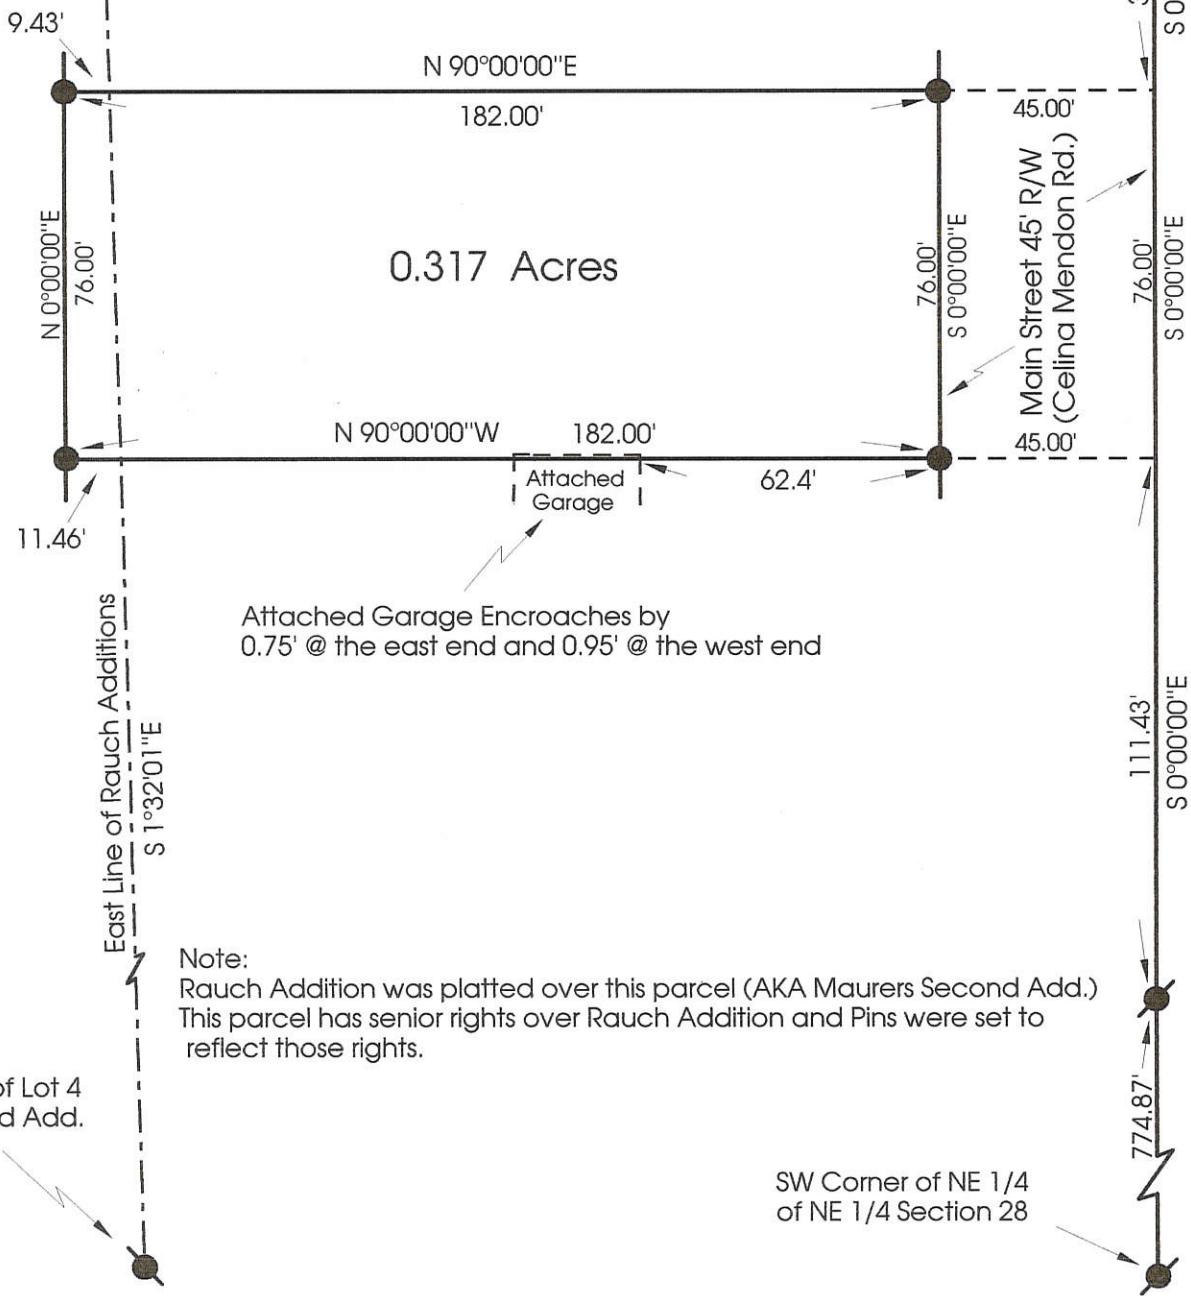 9.43'
N 90°00'00"E
182.00'
45.00'
S 0
N 0°00'00"E
76.00'
0.317 Acres
76.00'
S 0°00'00"E
Main Street 45' R/W
(Celina Mendon Rd.)
76.00'
S 0°00'00"E
N 90°00'00"W
182.00'
45.00'
Attached
Garage
62.4'
11.46'
Attached Garage Encroaches by
0.75' @ the east end and 0.95' @ the west end
East Line of Rauch Additions
S 1°32'01"E
111.43'
S 0°00'00"E
Note:
Rauch Addition was platted over this parcel (AKA Maurers Second Add.)
This parcel has senior rights over Rauch Addition and Pins were set to
reflect those rights.
of Lot 4
Add.
774.87'
SW Corner of NE 1/4
of NE 1/4 Section 28